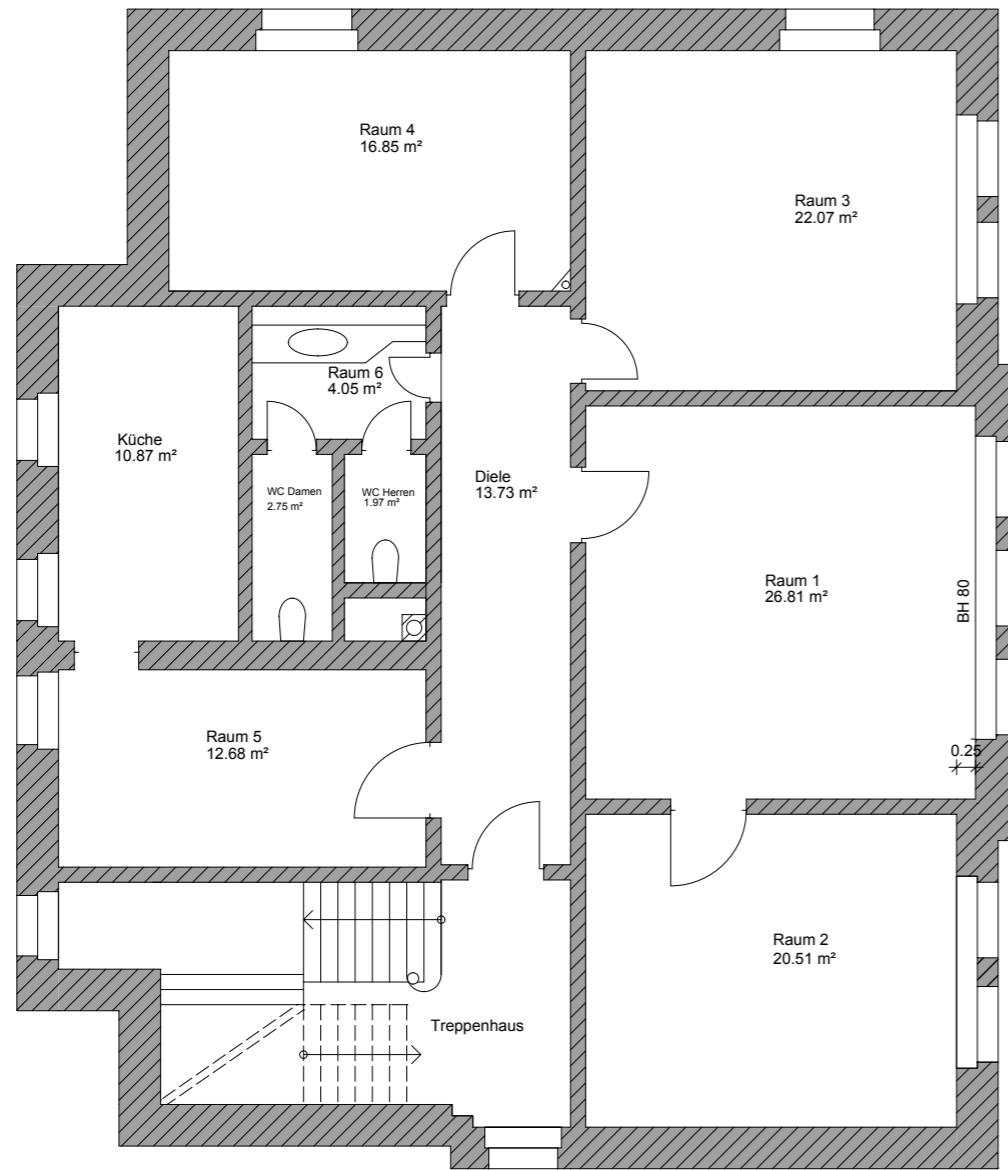 Raum 4
16.85 m²
Raum 3
22.07 m²
Raum 6
4.05 m²
Küche
10.87 m²
Diele
13.73 m²
WC Damen
2.75 m²
WC Herren
1.97 m²
Raum 1
26.81 m²
BH 80
Raum 5
12.68 m²
0.25
Raum 2
20.51 m²
Treppenhaus